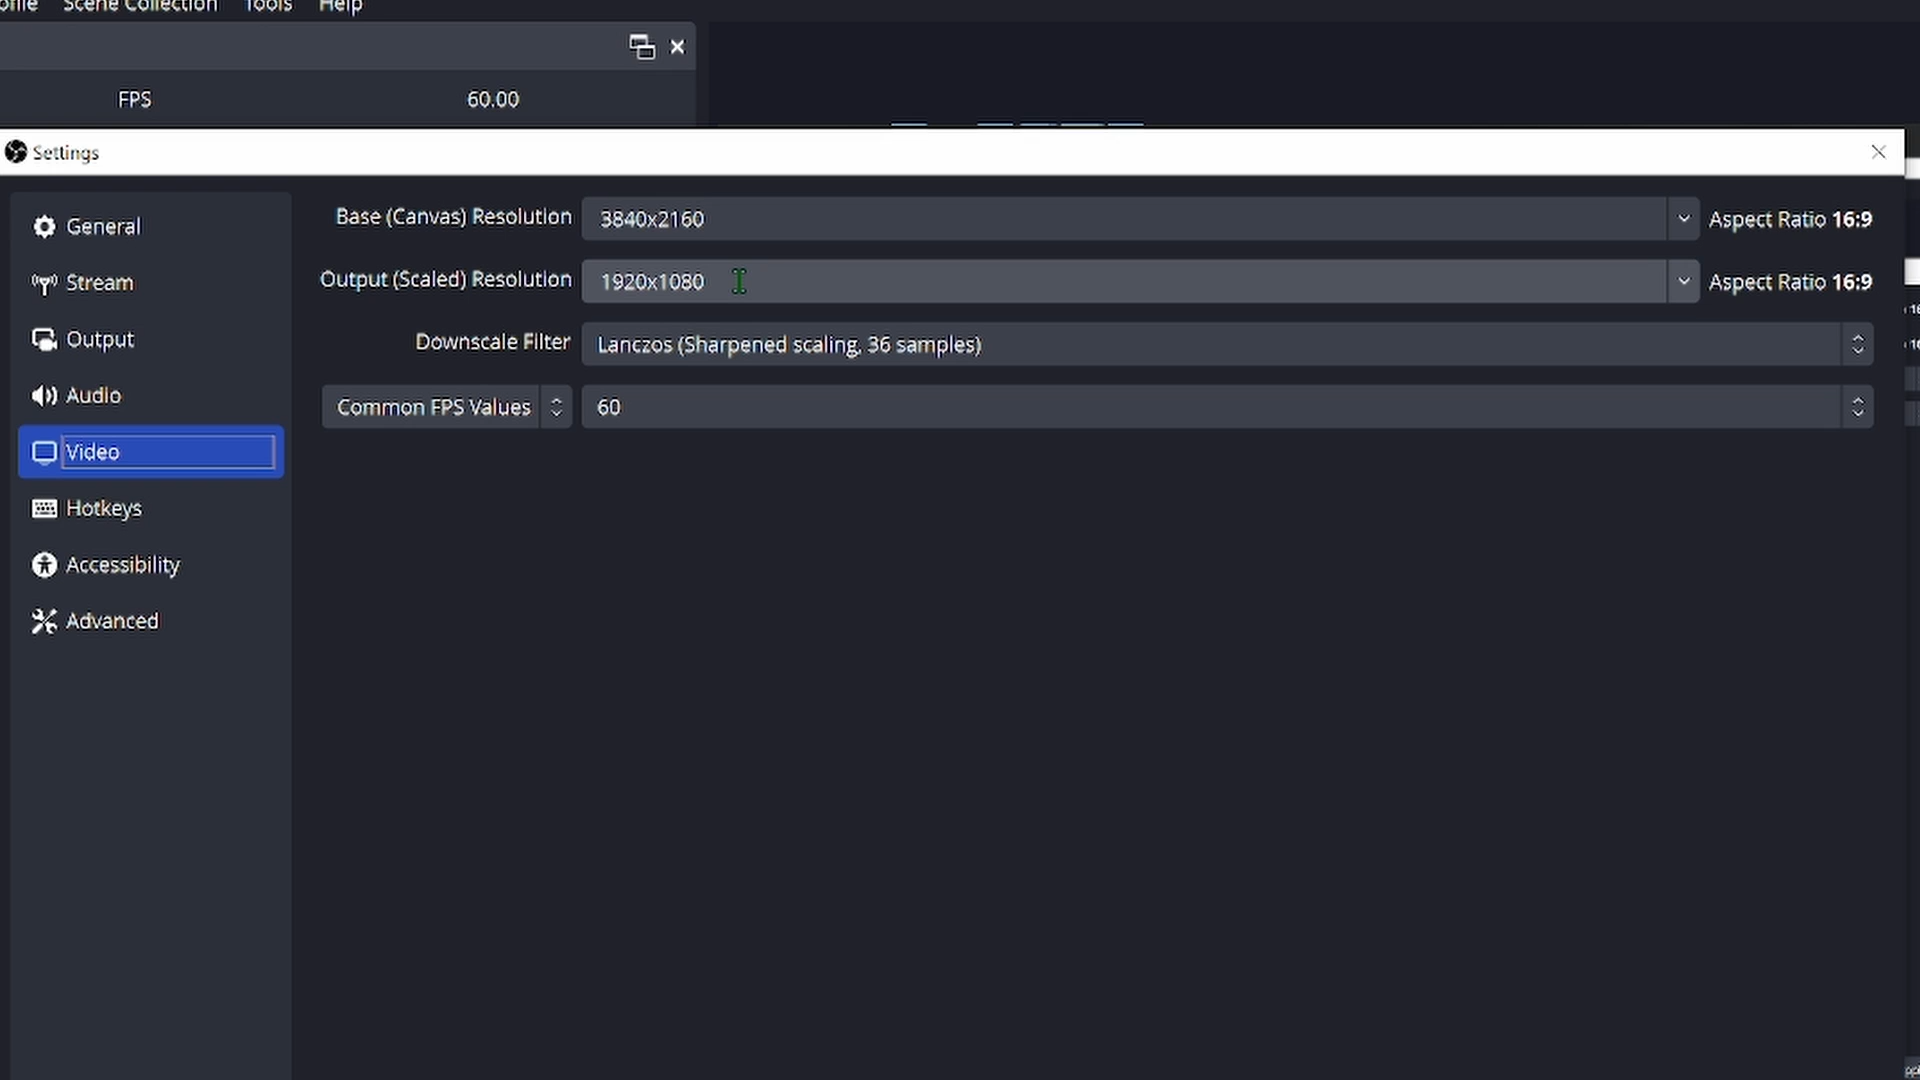 Scene Collection Tools Help
FPS 60.00
Settings
General
Stream
Output
Audio
Video
Hotkeys
Accessibility
Advanced
Base (Canvas) Resolution 3840x2160 Aspect Ratio 16:9
Output (Scaled) Resolution 1920x1080 Aspect Ratio 16:9
Downscale Filter Lanczos (Sharpened scaling, 36 samples)
Common FPS Values 60